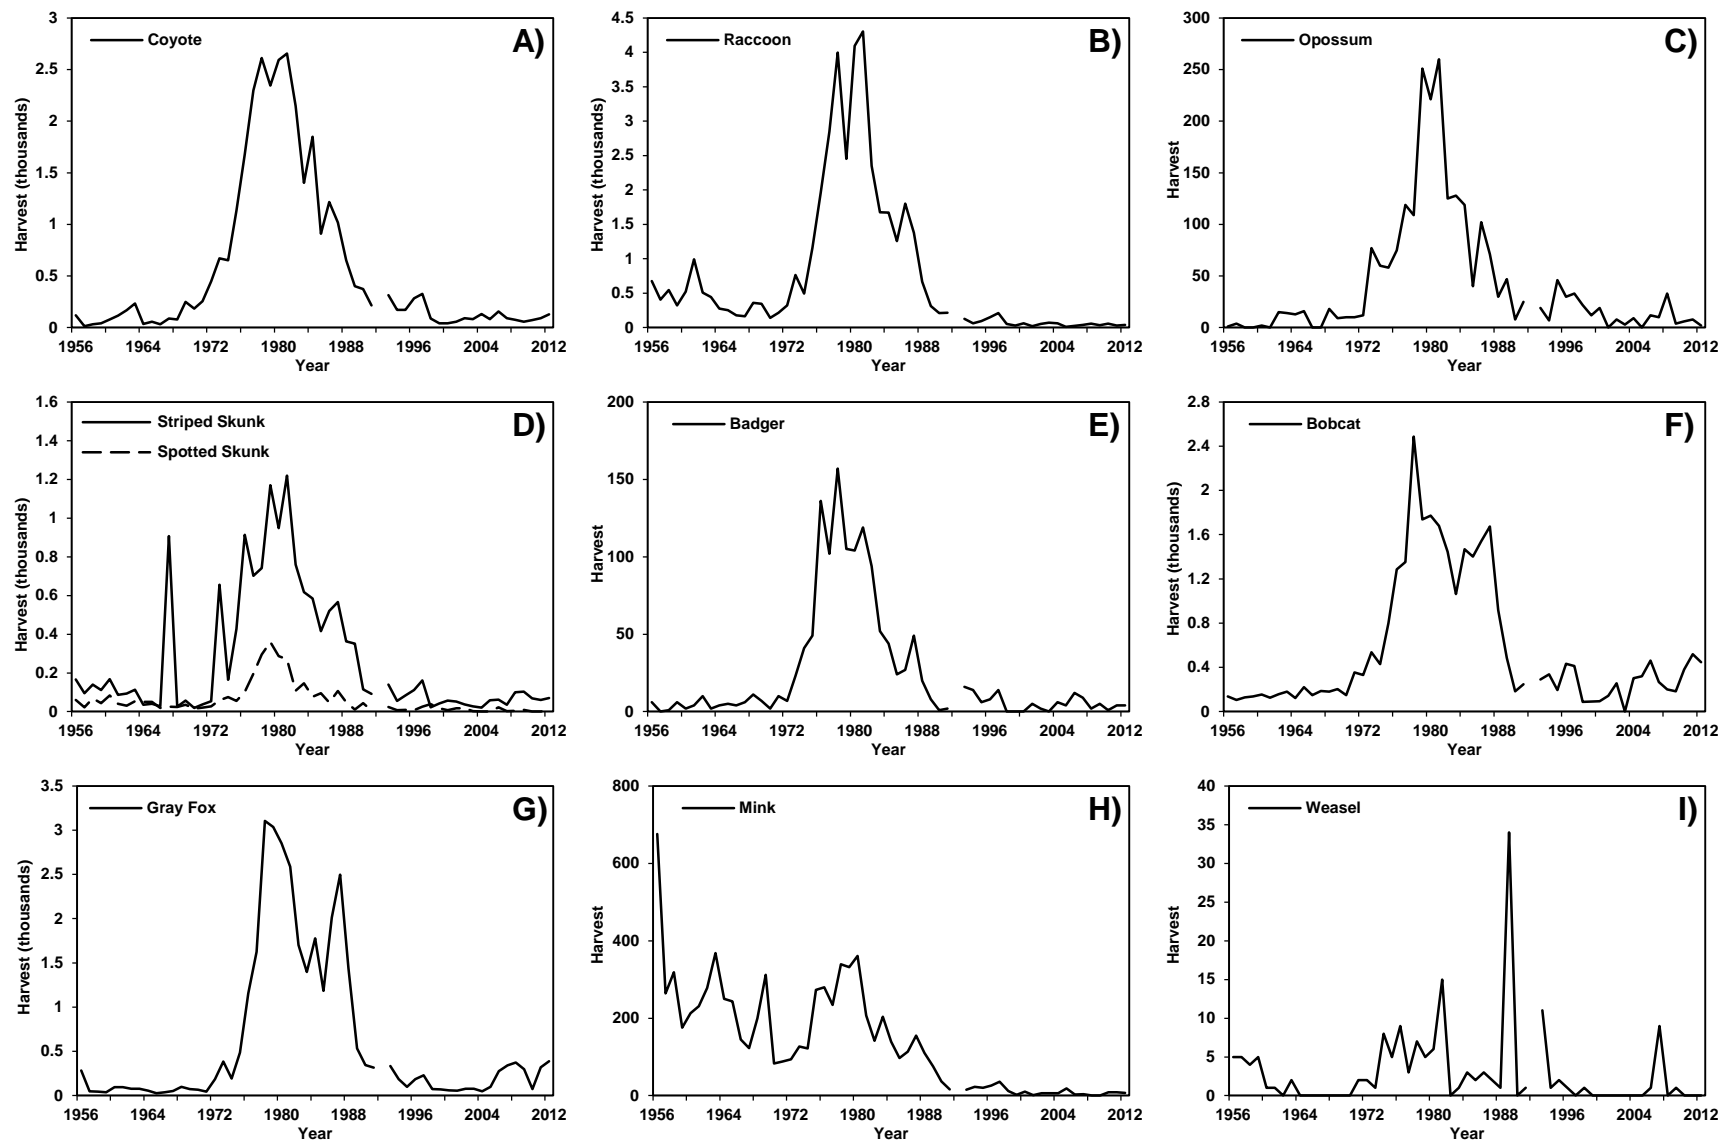 Coyote
A)
Harvest (thousands)
3
2.5
2
1.5
1
0.5
0
1956 1964 1972 1980 1988 1996 2004 2012
Year
Raccoon
B)
Harvest (thousands)
4.5
4
3.5
3
2.5
2
1.5
1
0.5
0
1956 1964 1972 1980 1988 1996 2004 2012
Year
Opossum
C)
Harvest
300
250
200
150
100
50
0
1956 1964 1972 1980 1988 1996 2004 2012
Year
Striped Skunk
Spotted Skunk
D)
Harvest (thousands)
1.6
1.4
1.2
1
0.8
0.6
0.4
0.2
0
1956 1964 1972 1980 1988 1996 2004 2012
Year
Badger
E)
Harvest
200
150
100
50
0
1956 1964 1972 1980 1988 1996 2004 2012
Year
Bobcat
F)
Harvest (thousands)
2.8
2.4
2
1.6
1.2
0.8
0.4
0
1956 1964 1972 1980 1988 1996 2004 2012
Year
Gray Fox
G)
Harvest (thousands)
3.5
3
2.5
2
1.5
1
0.5
0
1956 1964 1972 1980 1988 1996 2004 2012
Year
Mink
H)
Harvest
800
600
400
200
0
1956 1964 1972 1980 1988 1996 2004 2012
Year
Weasel
I)
Harvest
40
35
30
25
20
15
10
5
0
1956 1964 1972 1980 1988 1996 2004 2012
Year